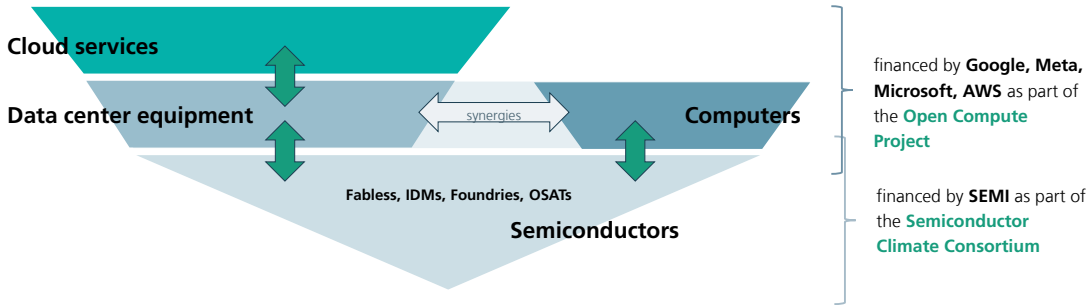 Cloud services
Data center equipment
synergies
Computers
Fabless, IDMs, Foundries, OSATs
Semiconductors
financed by Google, Meta,
Microsoft, AWS as part of
the Open Compute
Project
financed by SEMI as part of
the Semiconductor
Climate Consortium